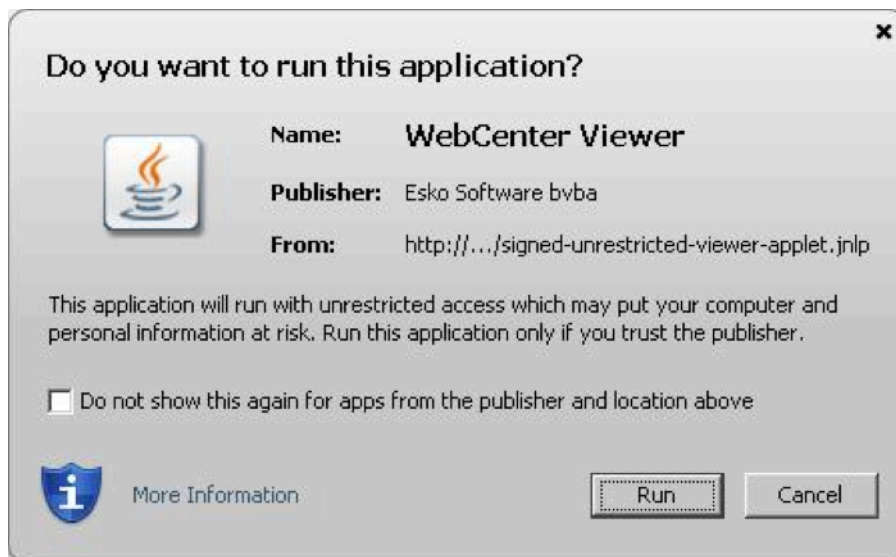 Do you want to run this application?
Name: WebCenter Viewer
Publisher: Esko Software bvba
From: http://.../signed-unrestricted-viewer-applet.jnlp
This application will run with unrestricted access which may put your computer and
personal information at risk. Run this application only if you trust the publisher.
Do not show this again for apps from the publisher and location above
More Information
Run
Cancel